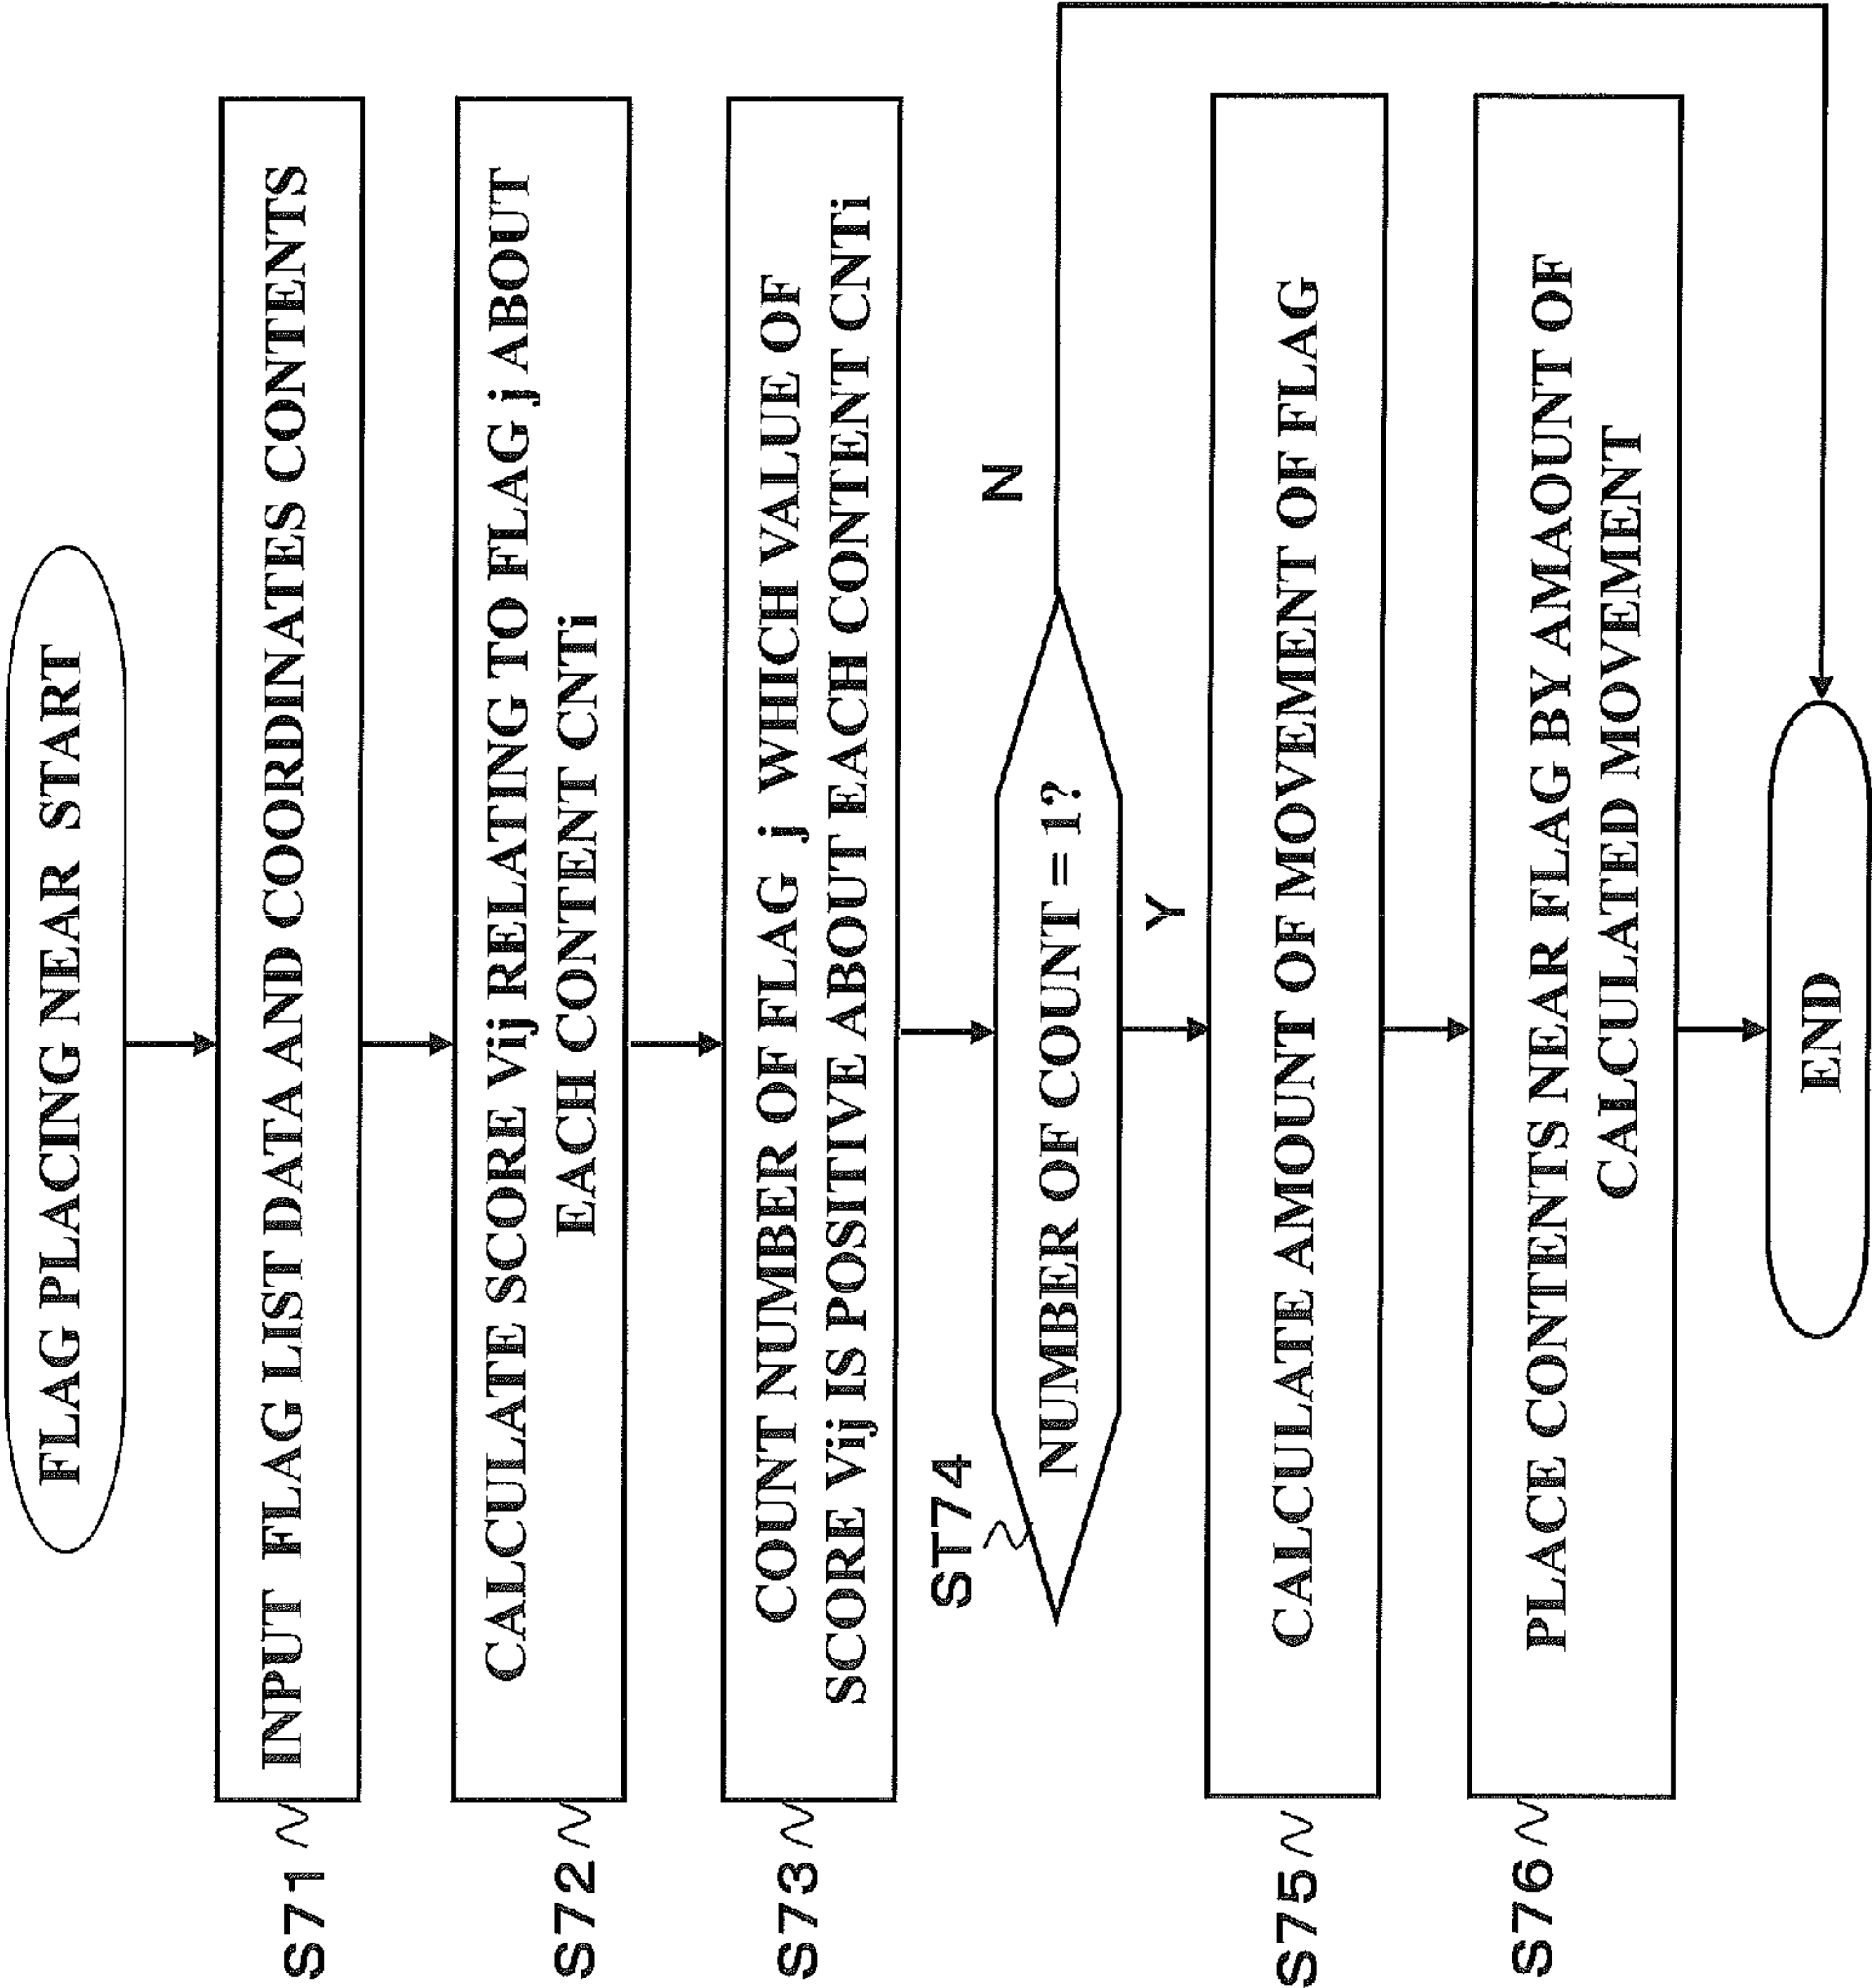 FLAG PLACING NEAR START
S71
INPUT FLAG LIST DATA AND COORDINATES CONTENTS
S72
CALCULATE SCORE Vij RELATING TO FLAG j ABOUT
EACH CONTENT CNTi
S73
COUNT NUMBER OF FLAG j WHICH VALUE OF
SCORE Vij IS POSITIVE ABOUT EACH CONTENT CNTi
ST74
NUMBER OF COUNT = 1?
N
Y
S75
CALCULATE AMOUNT OF MOVEMENT OF FLAG
S76
PLACE CONTENTS NEAR FLAG BY AMAOUNT OF
CALCULATED MOVEMENT
END